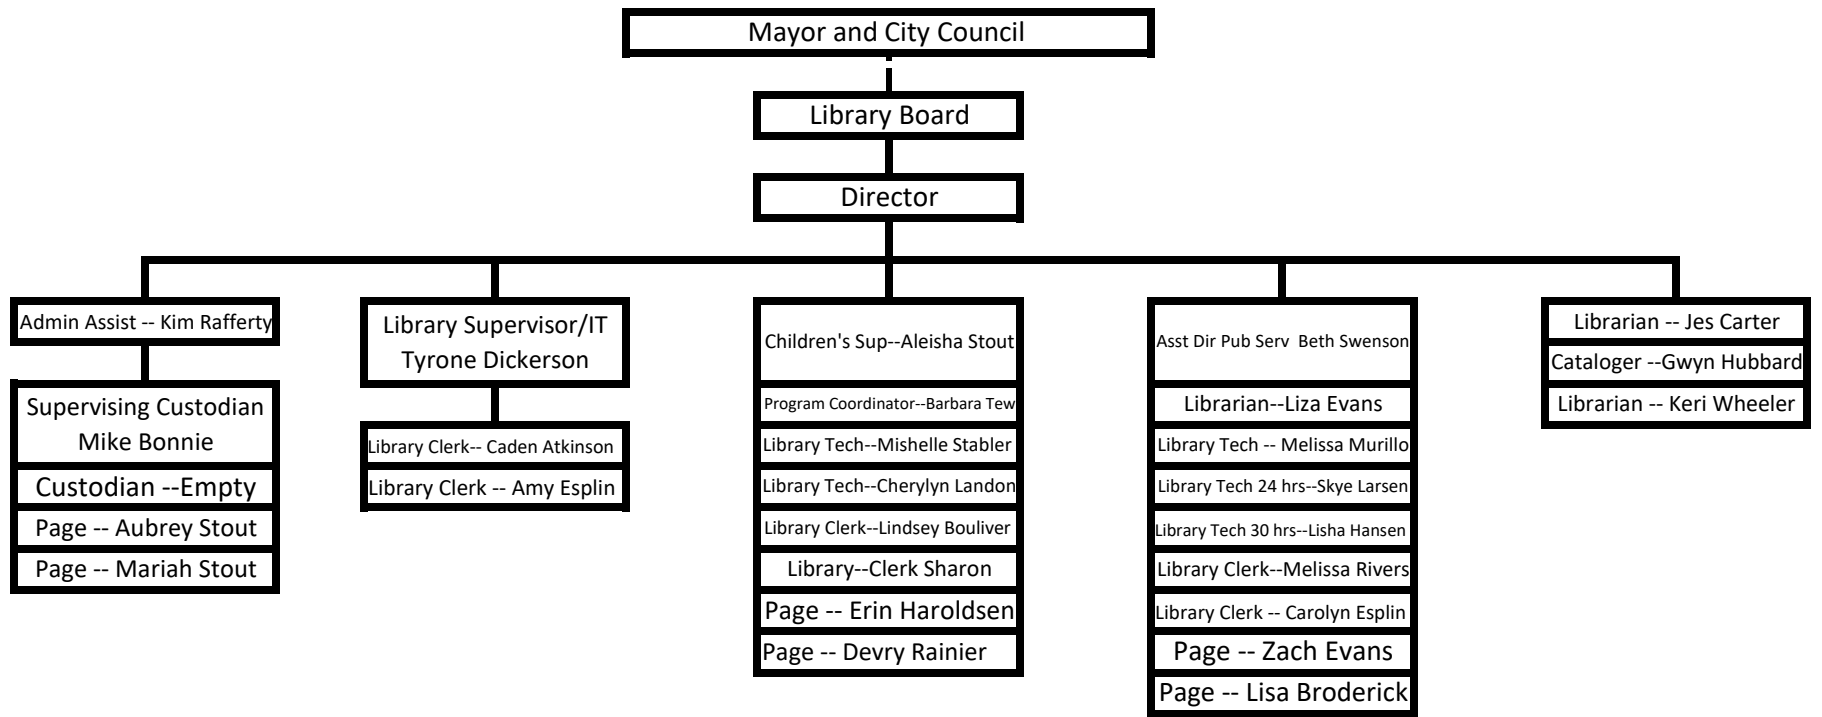 Mayor and City Council
Library Board
Director
Admin Assist -- Kim Rafferty
Supervising Custodian
Mike Bonnie
Custodian --Empty
Page -- Aubrey Stout
Page -- Mariah Stout
Library Supervisor/IT
Tyrone Dickerson
Library Clerk-- Caden Atkinson
Library Clerk -- Amy Esplin
Children's Sup--Aleisha Stout
Program Coordinator--Barbara Tew
Library Tech--Mishelle Stabler
Library Tech--Cherylyn Landon
Library Clerk--Lindsey Bouliver
Library--Clerk Sharon
Page -- Erin Haroldsen
Page -- Devry Rainier
Asst Dir Pub Serv  Beth Swenson
Librarian--Liza Evans
Library Tech -- Melissa Murillo
Library Tech 24 hrs--Skye Larsen
Library Tech 30 hrs--Lisha Hansen
Library Clerk--Melissa Rivers
Library Clerk -- Carolyn Esplin
Page -- Zach Evans
Page -- Lisa Broderick
Librarian -- Jes Carter
Cataloger --Gwyn Hubbard
Librarian -- Keri Wheeler